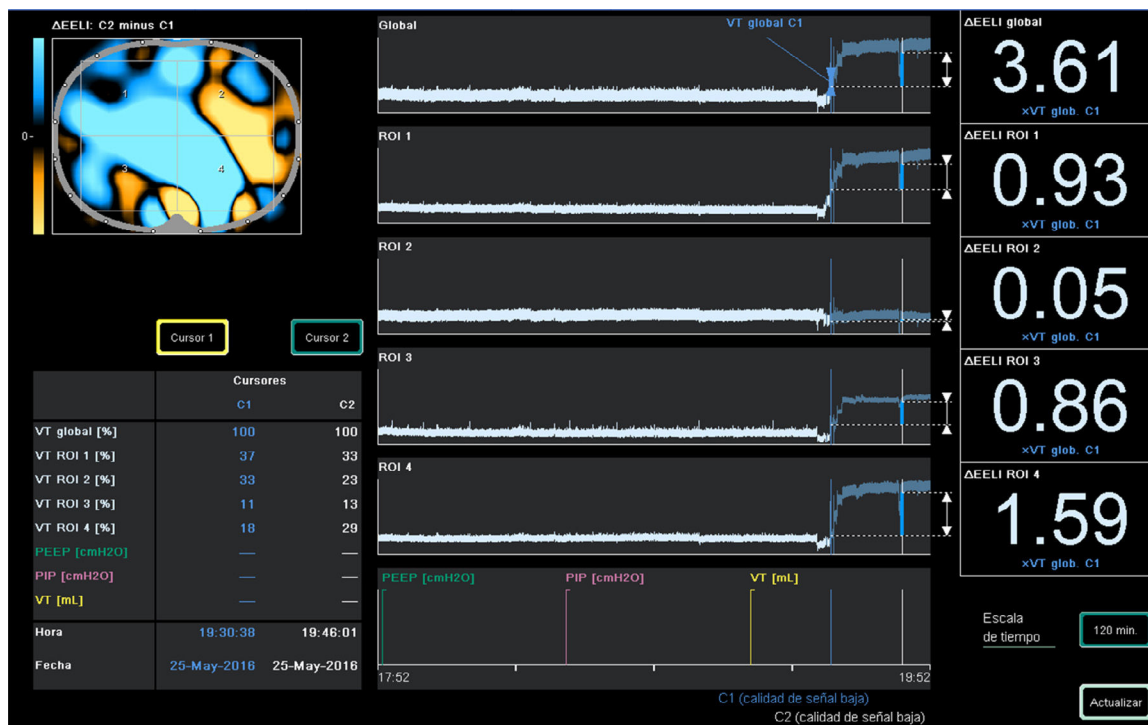 ΔEELI: C2 minus C1
0-
1
2
3
4
Cursor 1
Cursor 2
Cursores
C1 C2
VT global [%] 100 100
VT ROI 1 [%] 37 33
VT ROI 2 [%] 33 23
VT ROI 3 [%] 11 13
VT ROI 4 [%] 18 29
PEEP [cmH2O] — —
PIP [cmH2O] — —
VT [mL] — —
Hora 19:30:38 19:46:01
Fecha 25-May-2016 25-May-2016
Global
VT global C1
ROI 1
ROI 2
ROI 3
ROI 4
PEEP [cmH2O] PIP [cmH2O] VT [mL]
17:52 19:52
C1 (calidad de señal baja)
C2 (calidad de señal baja)
ΔEELI global
3.61
xVT glob. C1
ΔEELI ROI 1
0.93
xVT glob. C1
ΔEELI ROI 2
0.05
xVT glob. C1
ΔEELI ROI 3
0.86
xVT glob. C1
ΔEELI ROI 4
1.59
xVT glob. C1
Escala
de tiempo
120 min.
Actualizar